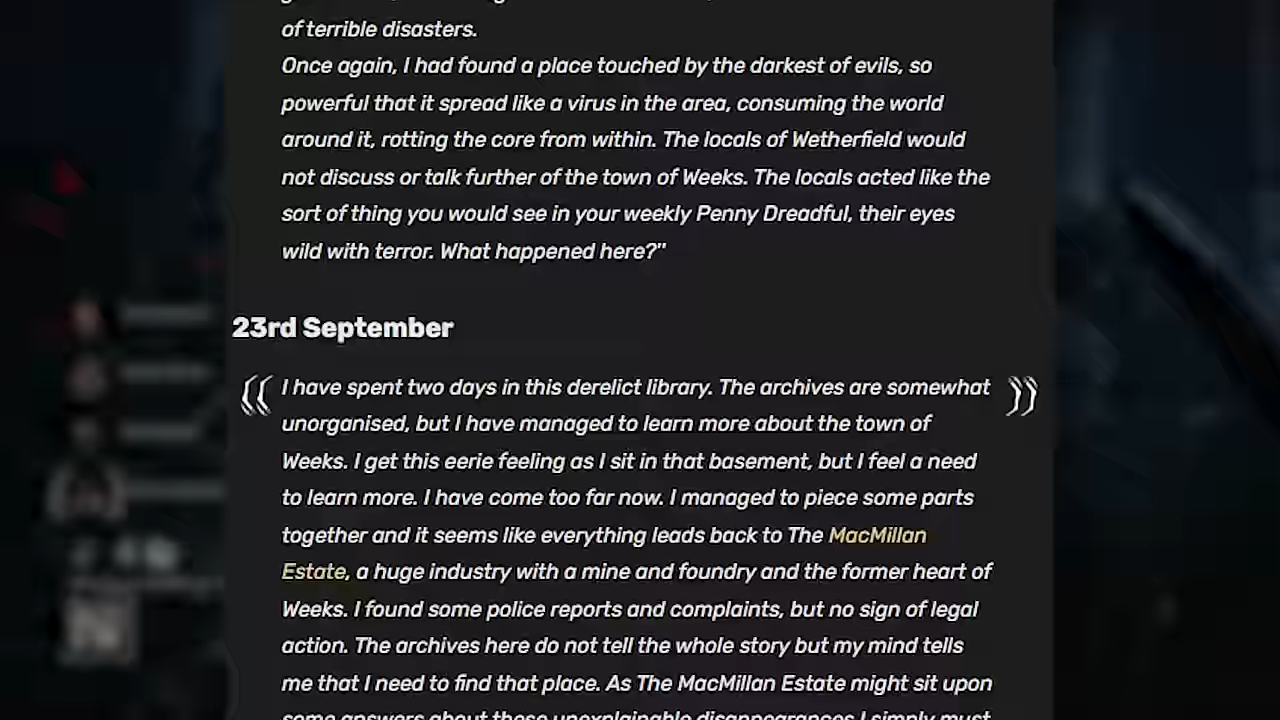 of terrible disasters.
Once again, I had found a place touched by the darkest of evils, so
powerful that it spread like a virus in the area, consuming the world
around it, rotting the core from within. The locals of Wetherfield would
not discuss or talk further of the town of Weeks. The locals acted like the
sort of thing you would see in your weekly Penny Dreadful, their eyes
wild with terror. What happened here?"
23rd September
I have spent two days in this derelict library. The archives are somewhat
unorganised, but I have managed to learn more about the town of
Weeks. I get this eerie feeling as I sit in that basement, but I feel a need
to learn more. I have come too far now. I managed to piece some parts
together and it seems like everything leads back to The MacMillan
Estate, a huge industry with a mine and foundry and the former heart of
Weeks. I found some police reports and complaints, but no sign of legal
action. The archives here do not tell the whole story but my mind tells
me that I need to find that place. As The MacMillan Estate might sit upon
some answers about those unexplainable disappearances I simply must